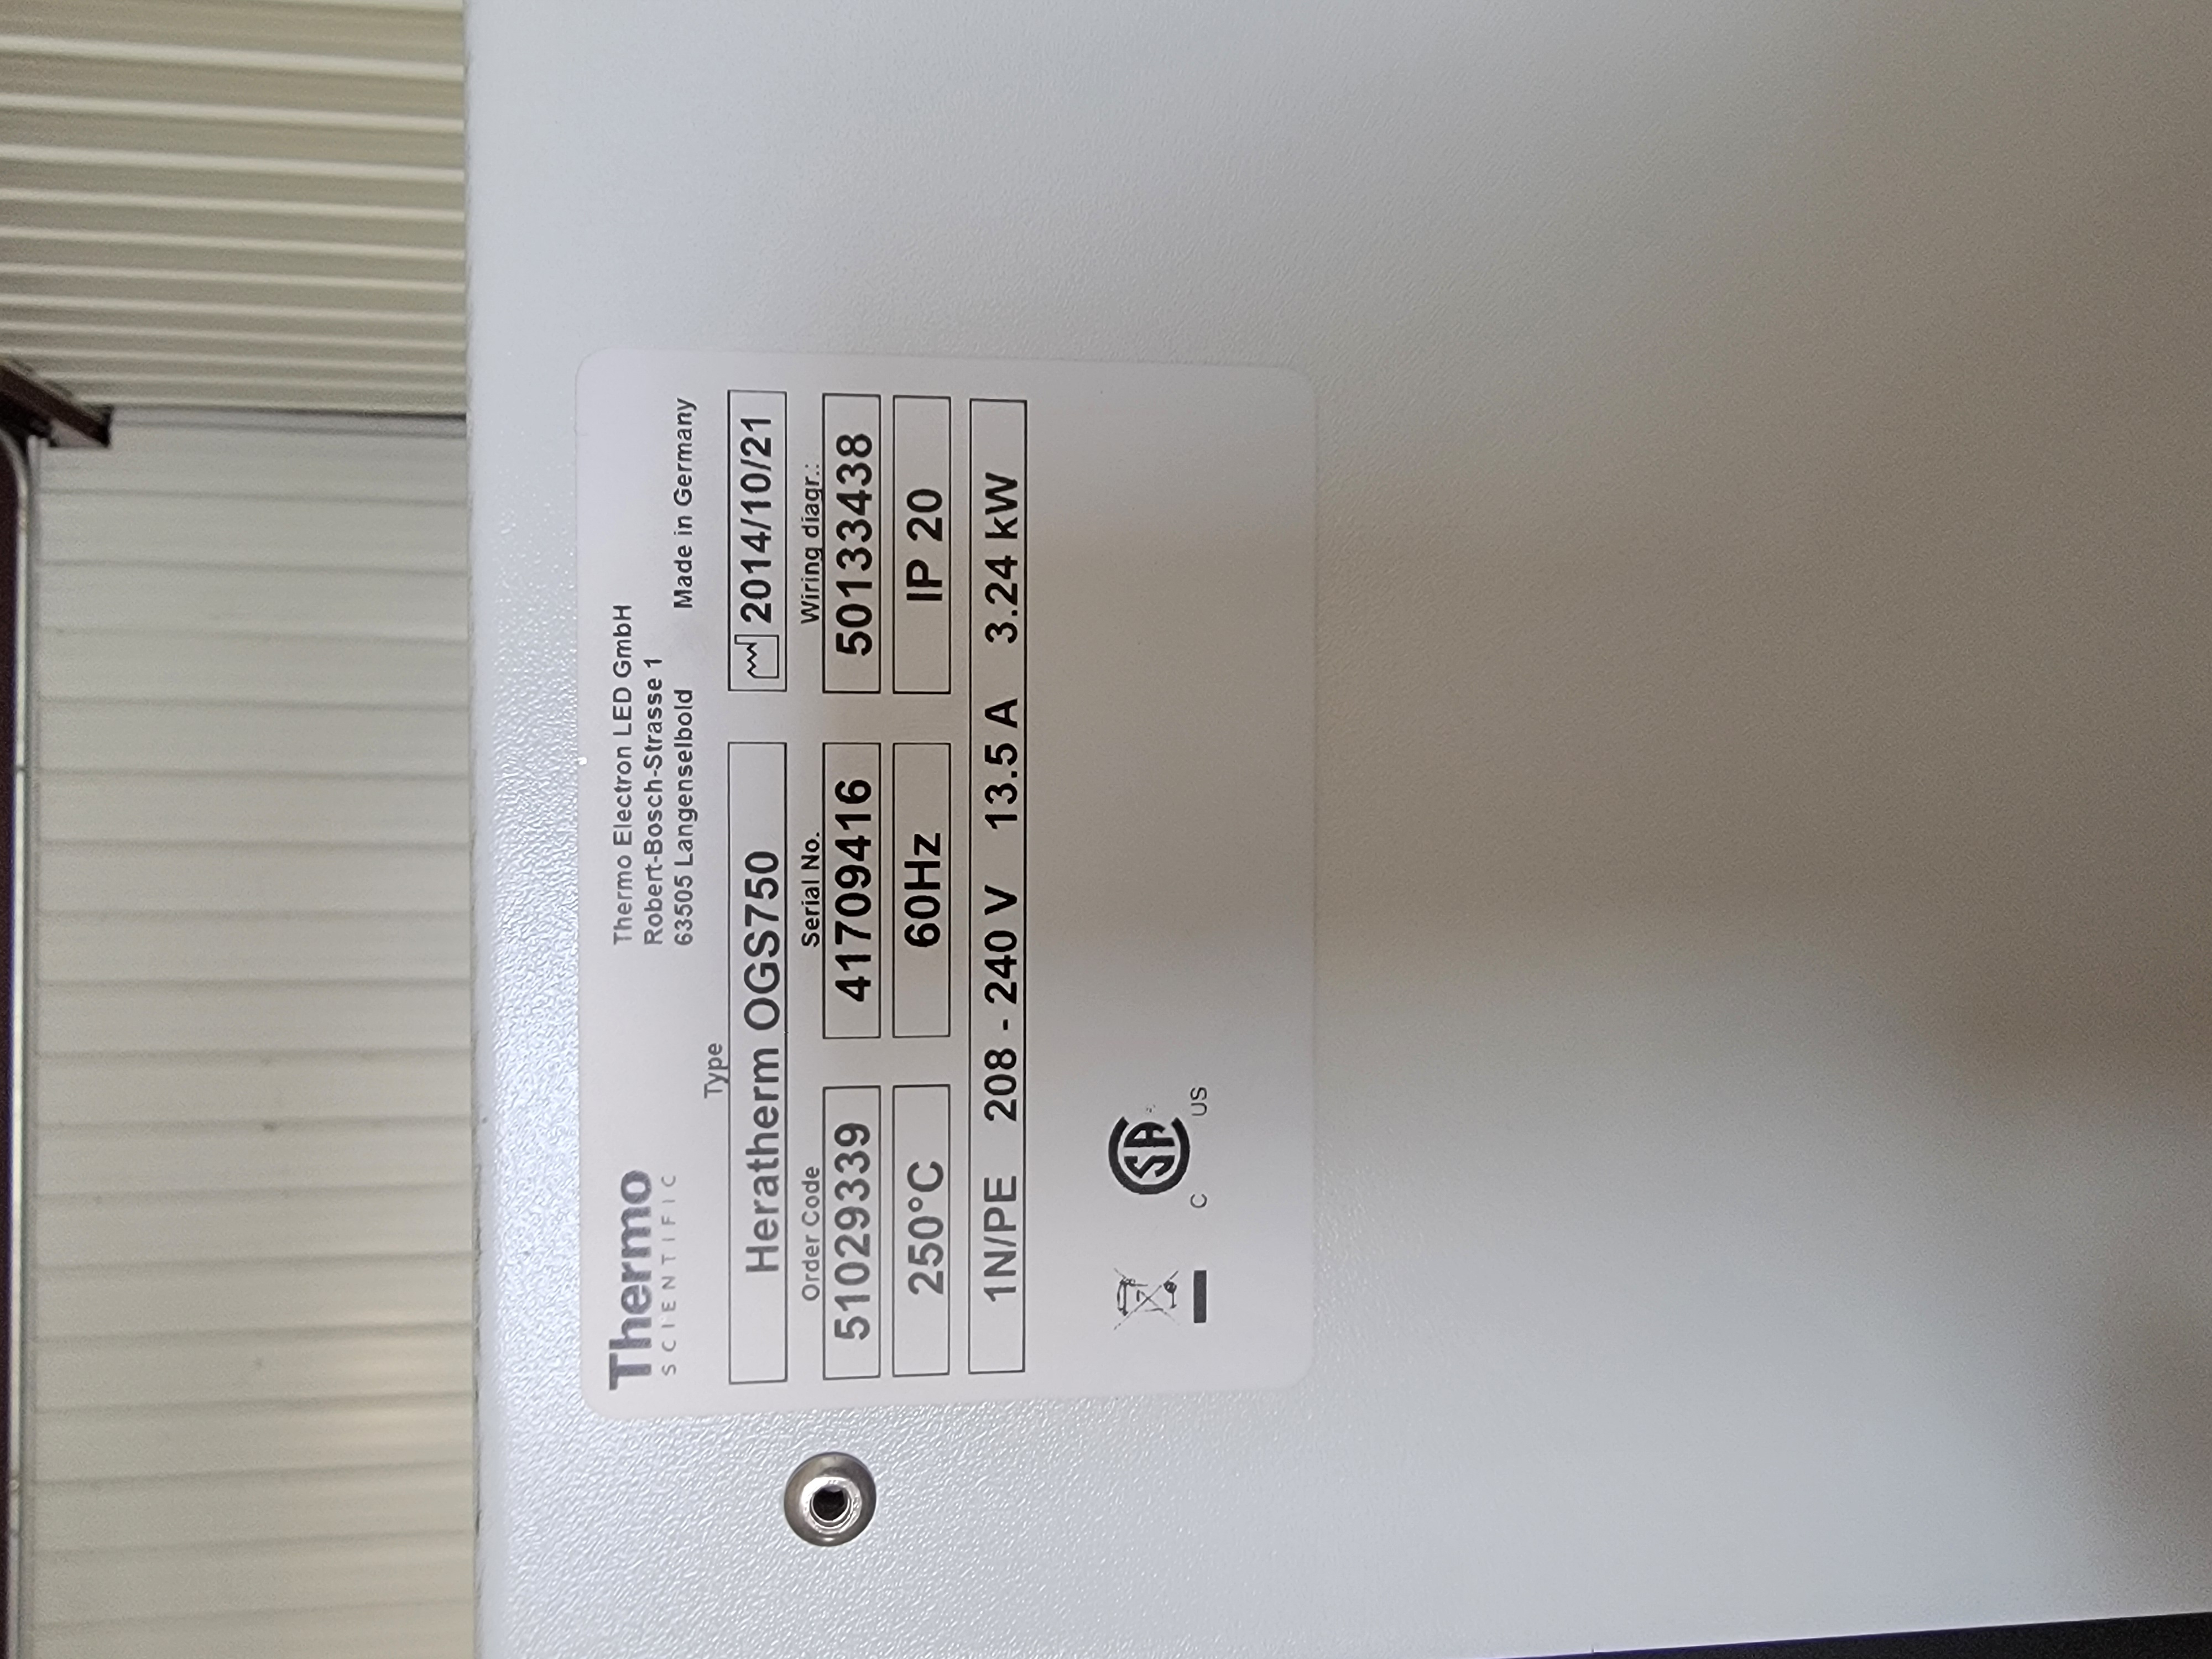 Thermo
SCIENTIFIC
Thermo Electron LED GmbH
Robert-Bosch-Strasse 1
63505 Langenselbold Made in Germany
Type
Heratherm OGS750 2014/10/21
Order Code Serial No. Wiring diagr.:
51029339 41709416 50133438
250°C 60Hz IP 20
1N/PE 208 - 240 V 13.5 A 3.24 kW
SA
C US